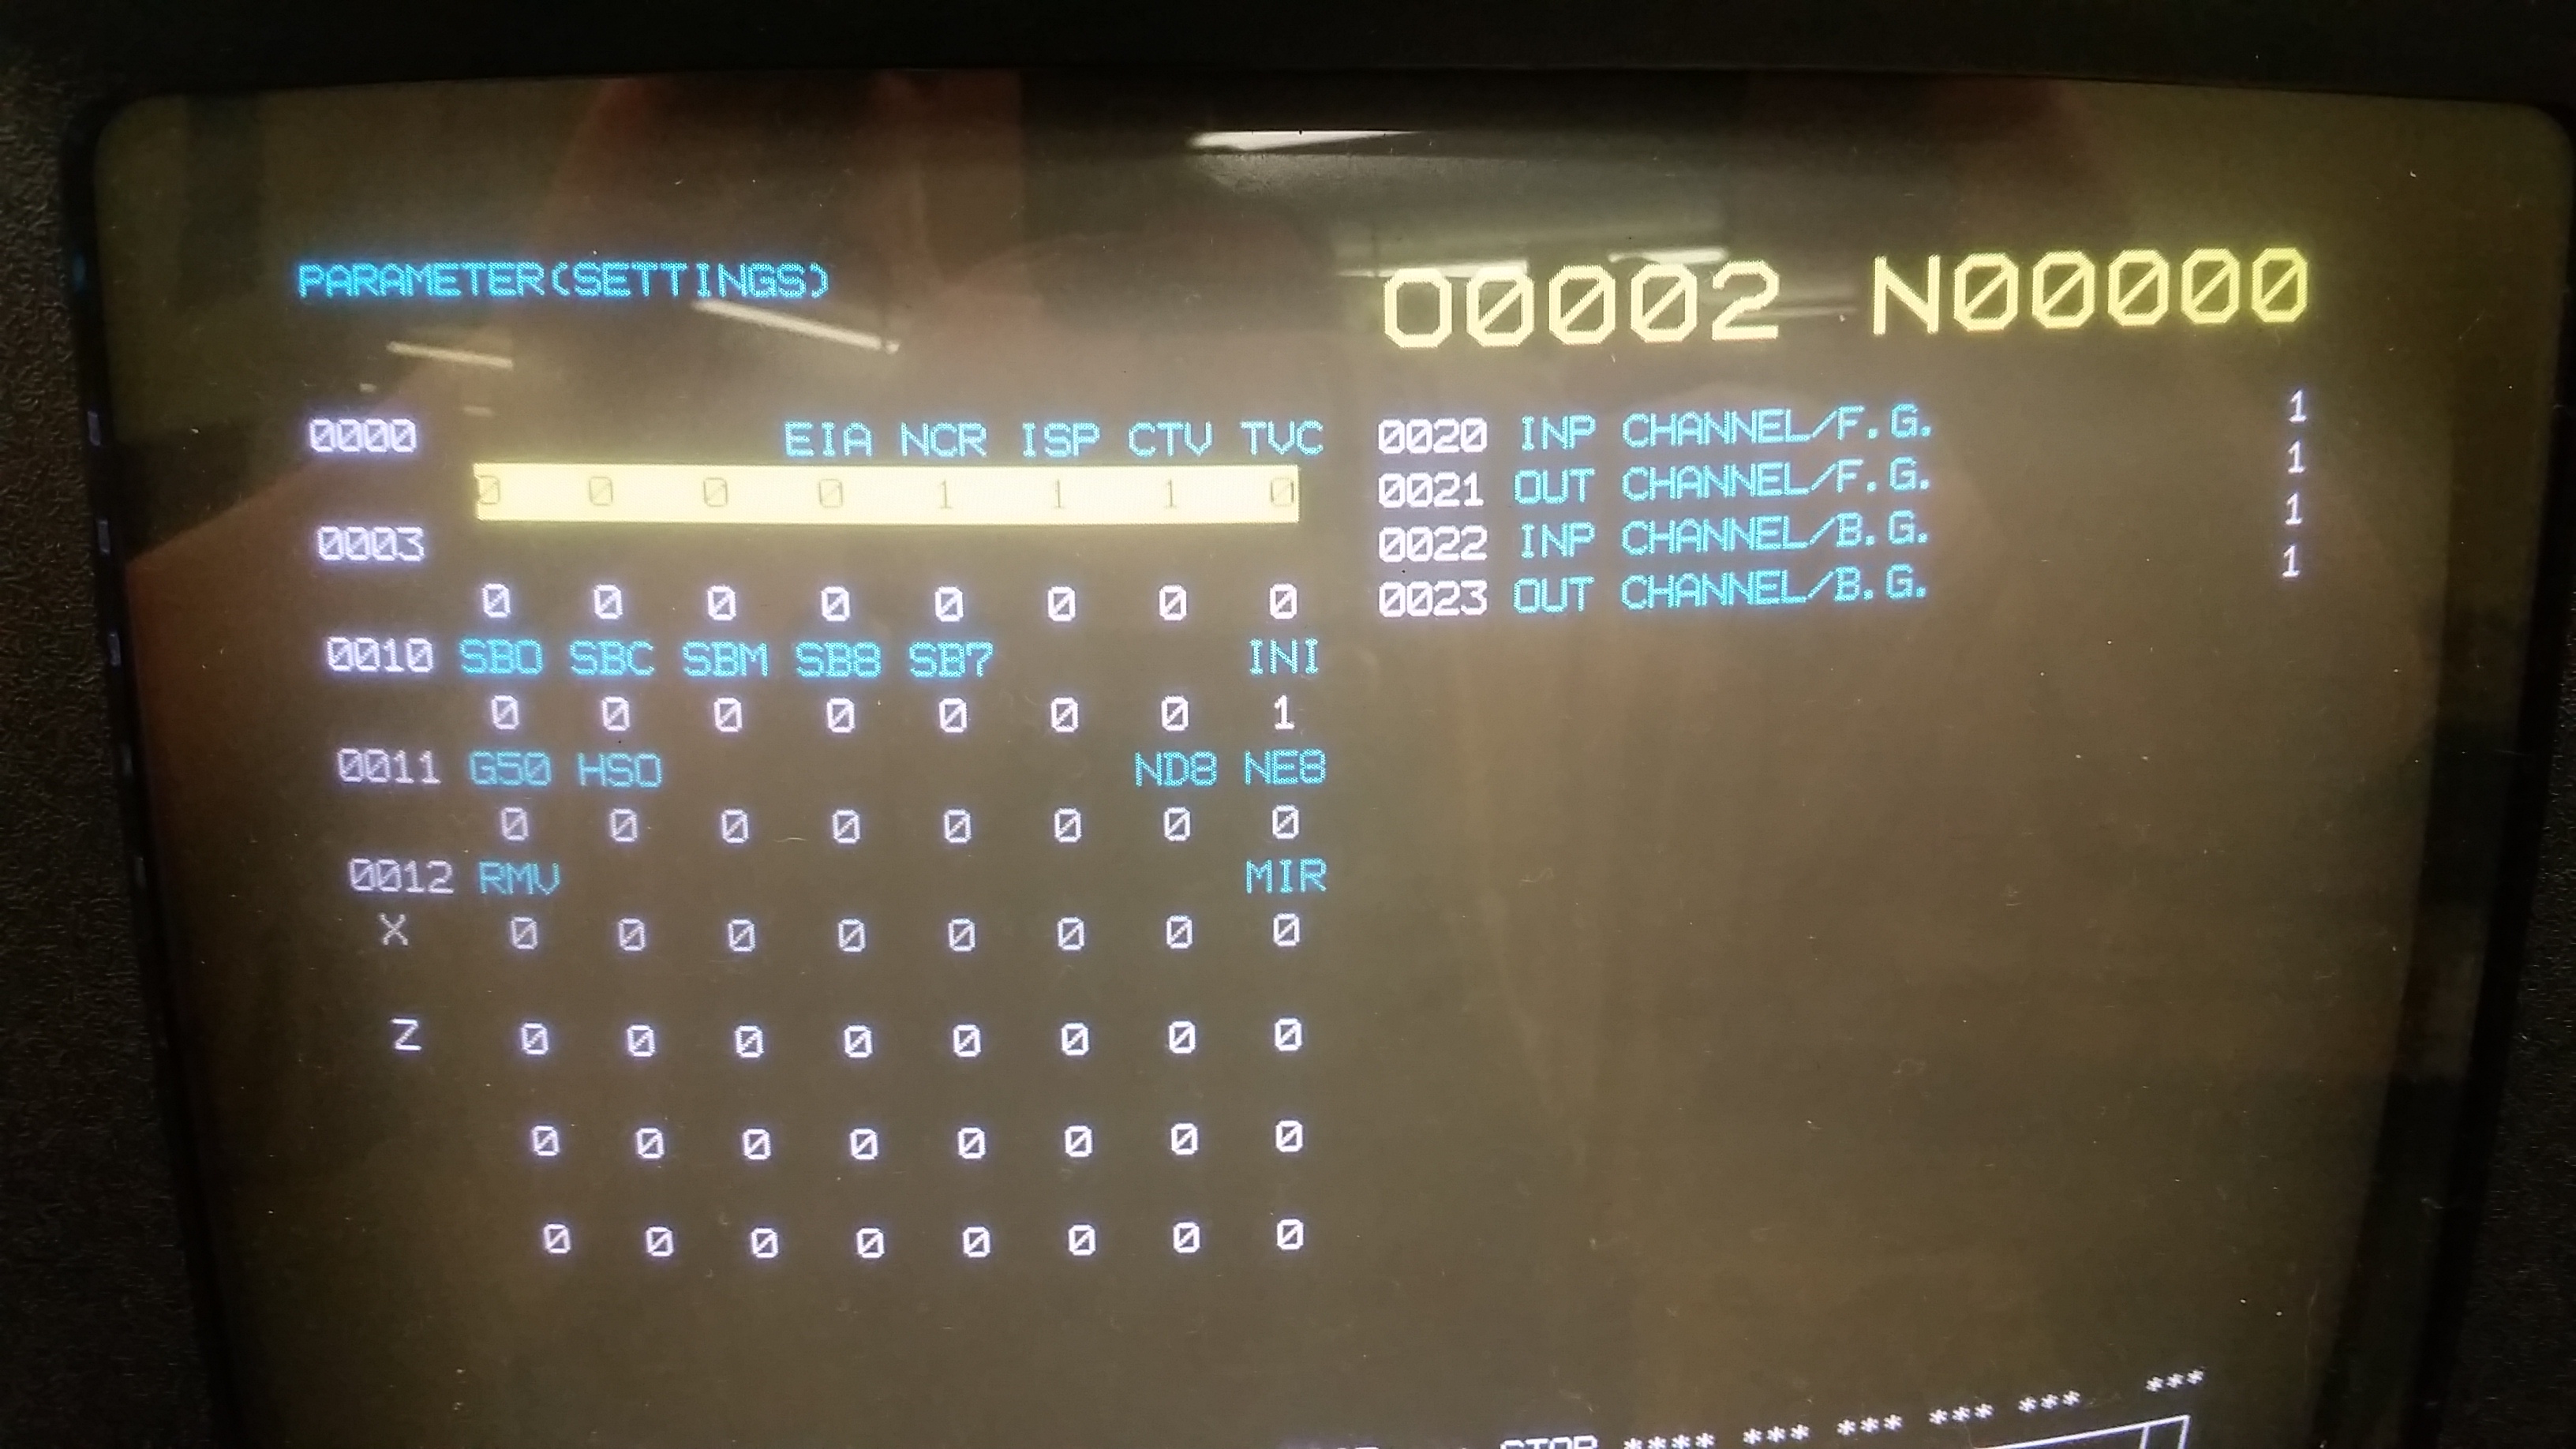 PARAMETER(SETTINGS)
O0002 N00000
0000 EIA NCR ISP CTV TVC
0 0 0 0 1 1 1 0
0003
0 0 0 0 0 0 0 0
0010 SBO SBC SBM SB8 SB7 INI
0 0 0 0 0 0 0 1
0011 G50 HSO ND8 NE8
0 0 0 0 0 0 0 0
0012 RMV MIR
X 0 0 0 0 0 0 0 0
Z 0 0 0 0 0 0 0 0
0 0 0 0 0 0 0 0
0 0 0 0 0 0 0 0
0020 INP CHANNEL/F.G. 1
0021 OUT CHANNEL/F.G. 1
0022 INP CHANNEL/B.G. 1
0023 OUT CHANNEL/B.G. 1
STOP **** *** *** *** *** ***